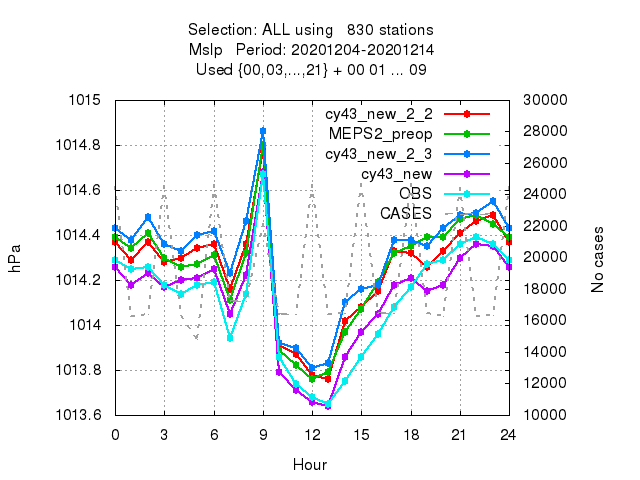 Selection: ALL using   830 stations
Mslp   Period: 20201204-20201214
Used {00,03,...,21} + 00 01 ... 09
1015
1014.8
1014.6
1014.4
1014.2
1014
1013.8
1013.6
hPa
30000
28000
26000
24000
22000
20000
18000
16000
14000
12000
10000
No cases
cy43_new_2_2
MEPS2_preop
cy43_new_2_3
cy43_new
OBS
CASES
0 3 6 9 12 15 18 21 24
Hour